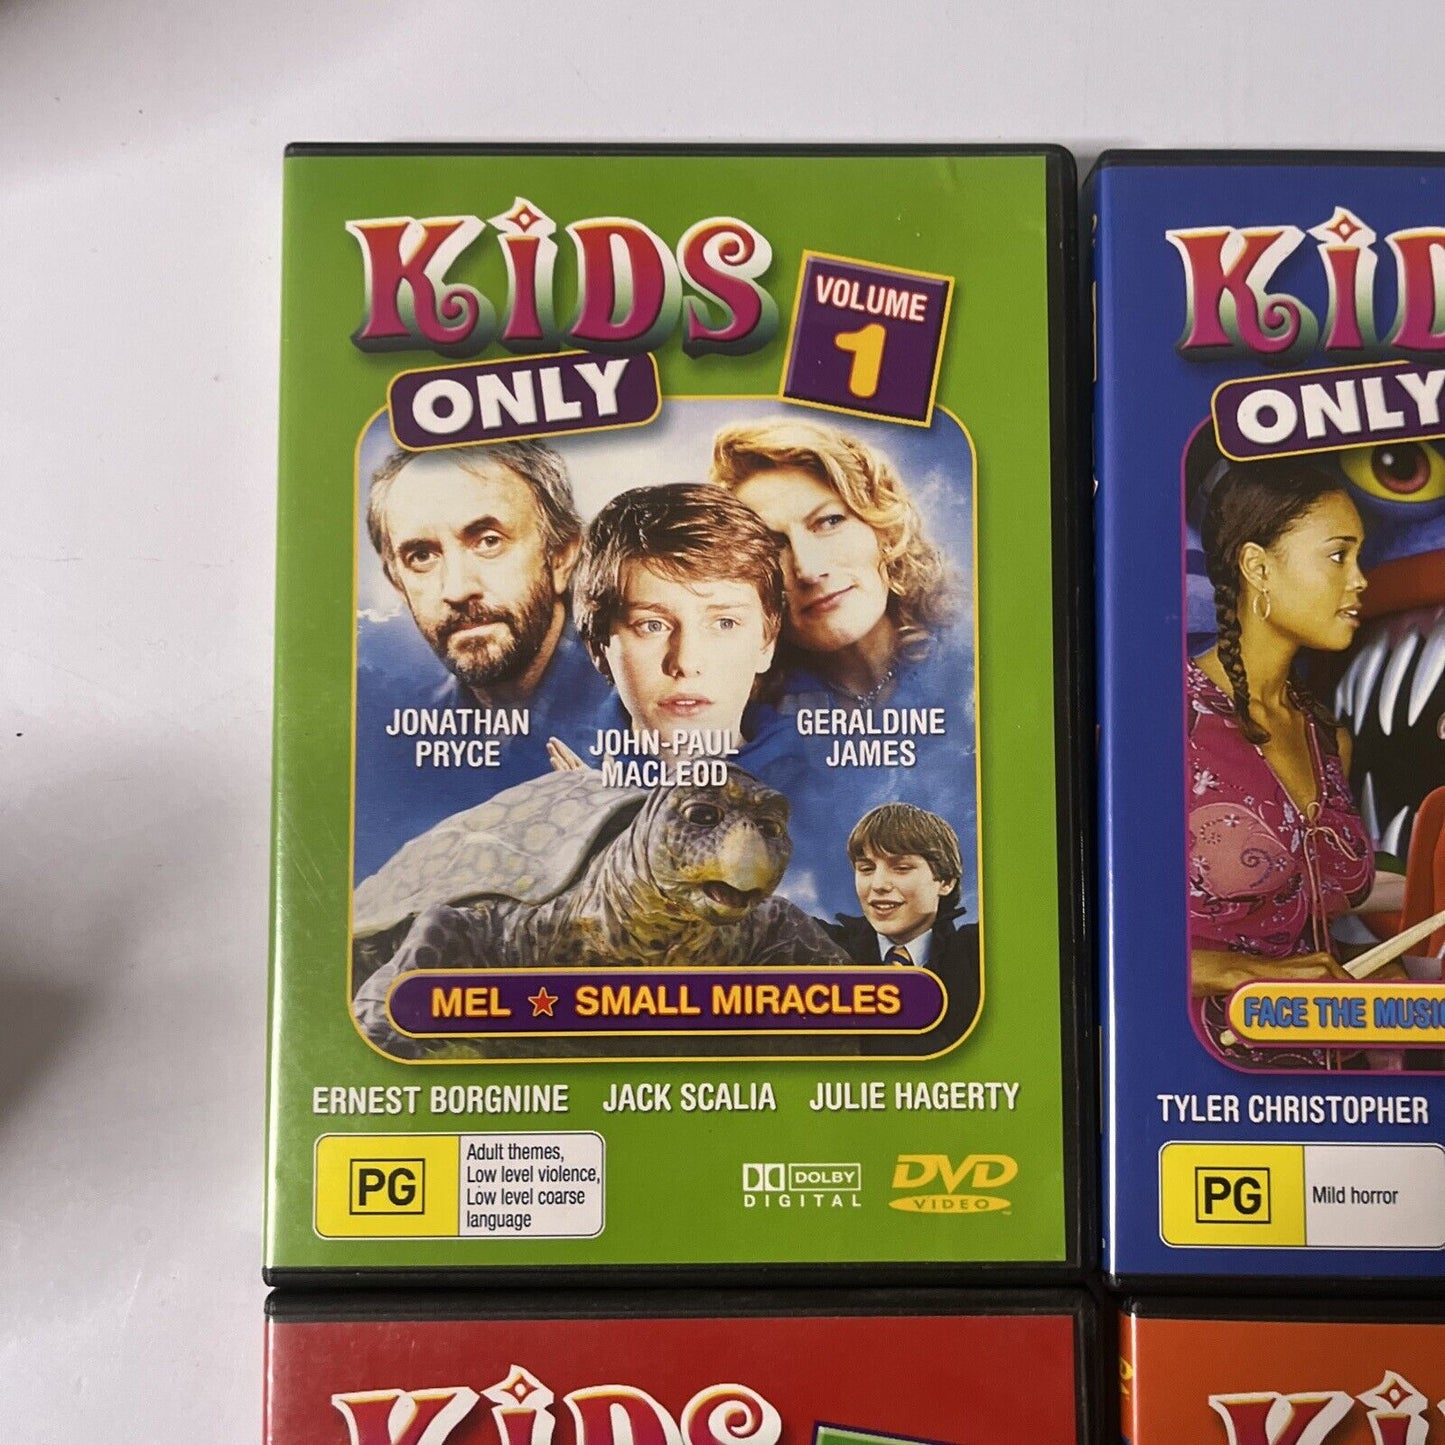 KiDS
ONLY
VOLUME
1
JONATHAN
PRYCE
JOHN-PAUL
MACLEOD
GERALDINE
JAMES
MEL ★ SMALL MIRACLES
ERNEST BORGNINE JACK SCALIA JULIE HAGERTY
PG
Adult themes,
Low level violence,
Low level coarse
language
DOLBY
DIGITAL
DVD
VIDEO
KiD
ONLY
FACE THE MUSIC
TYLER CHRISTOPHER
PG
Mild horror
KiDS
Ki